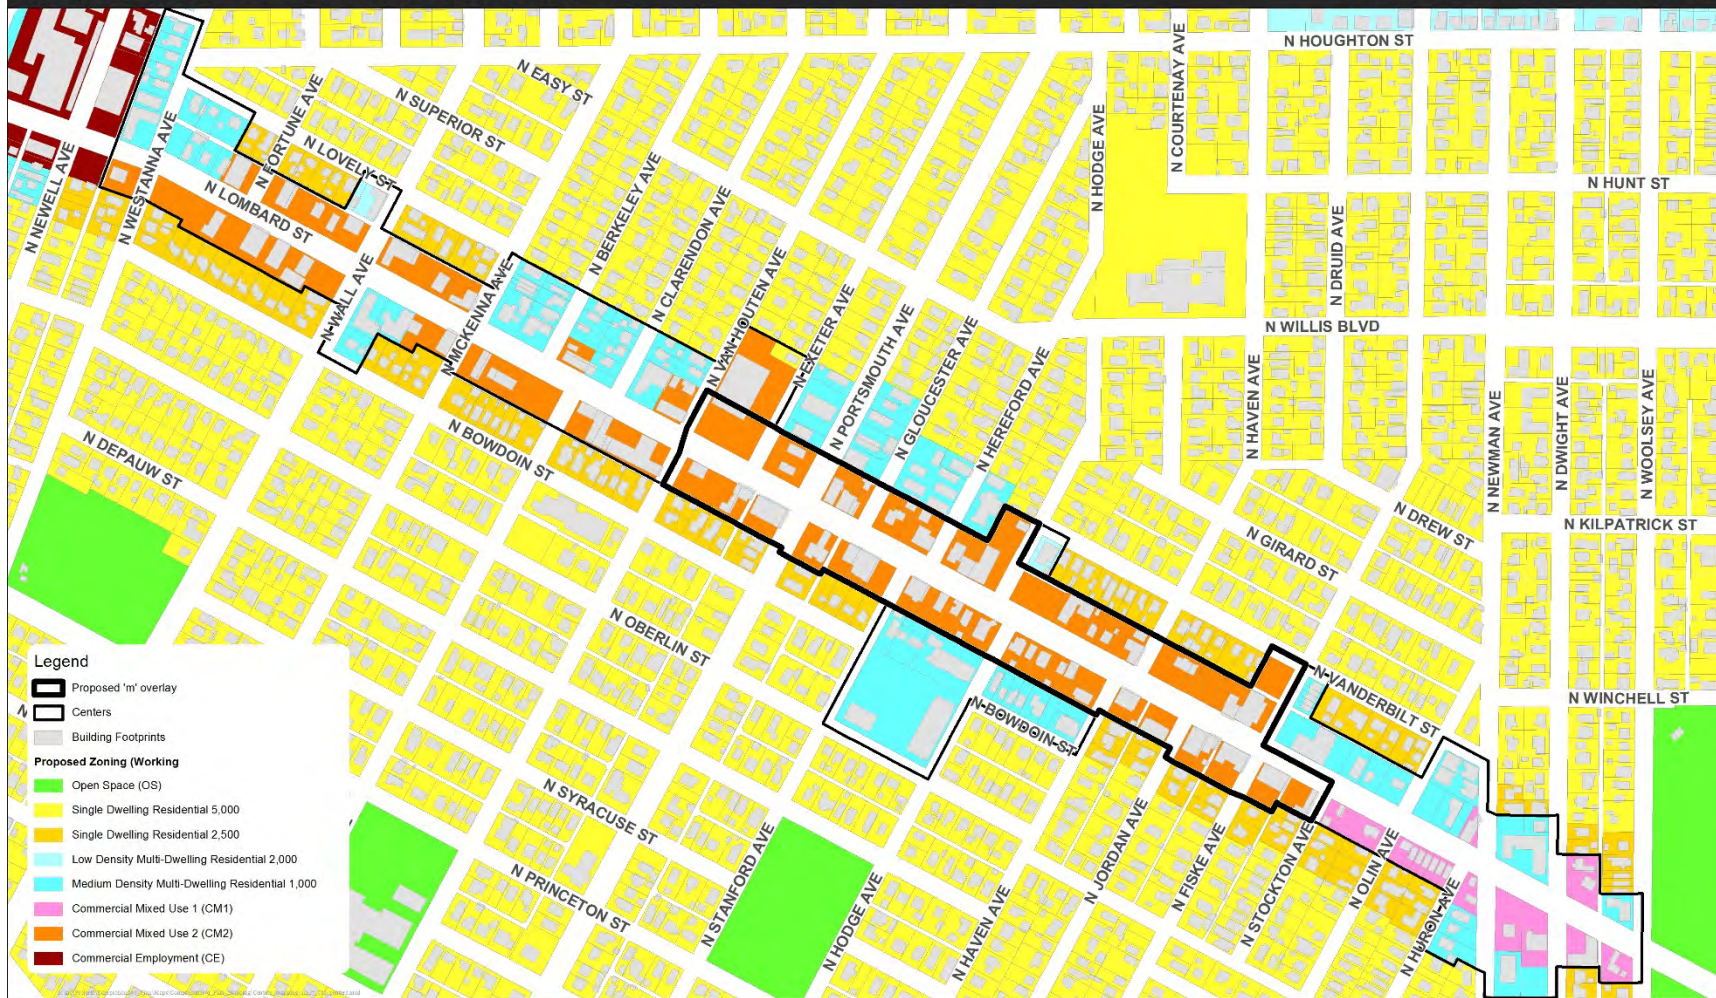 N HOUGHTON ST
N EASY ST
N COURTENAY AVE
N SUPERIOR ST
N FORTUNE AVE
N HODGE AVE
N LOVELY ST
N WESTANNA AVE
N NEWELL AVE
N HUNT ST
N LOMBARD ST
N BERKELEY AVE
N CLARENDON AVE
N DRUID AVE
N VAN HOUTEN AVE
N WALL AVE
N MCKENNA AVE
N EXETER AVE
N PORTSMOUTH AVE
N GLOUCESTER AVE
N WILLIS BLVD
N HEREFORD AVE
N HAVEN AVE
N NEWMAN AVE
N DWIGHT AVE
N WOOLSEY AVE
N BOWDOIN ST
N DEPAUW ST
N DREW ST
N KILPATRICK ST
N GIRARD ST
N OBERLIN ST
N VANDERBILT ST
N WINCHELL ST
N BOWDOIN ST
N SYRACUSE ST
N PRINCETON ST
N STANFORD AVE
N HODGE AVE
N HAVEN AVE
N JORDAN AVE
N FISKE AVE
N STOCKTON AVE
N OLIN AVE
N HURON AVE
Legend
Proposed 'm' overlay
Centers
Building Footprints
Proposed Zoning (Working
Open Space (OS)
Single Dwelling Residential 5,000
Single Dwelling Residential 2,500
Low Density Multi-Dwelling Residential 2,000
Medium Density Multi-Dwelling Residential 1,000
Commercial Mixed Use 1 (CM1)
Commercial Mixed Use 2 (CM2)
Commercial Employment (CE)